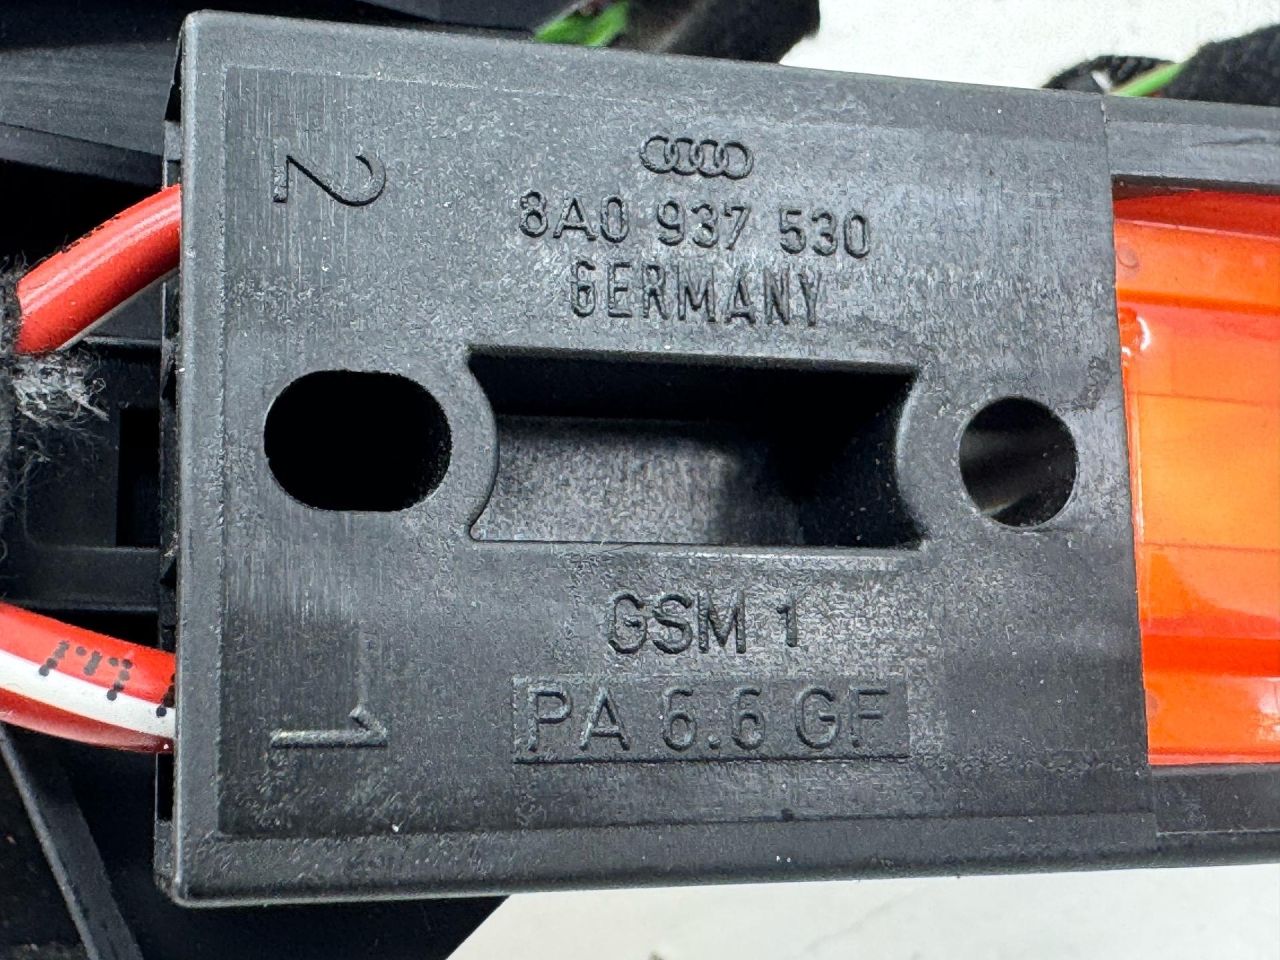 2
8A0 937 530
GERMANY
GSM 1
PA 6.6 GF
1